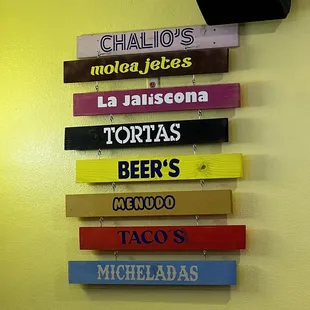 CHALIO'S
molcajetes
La Jaliscona
TORTAS
BEER'S
MENUDO
TACO'S
MICHELADAS